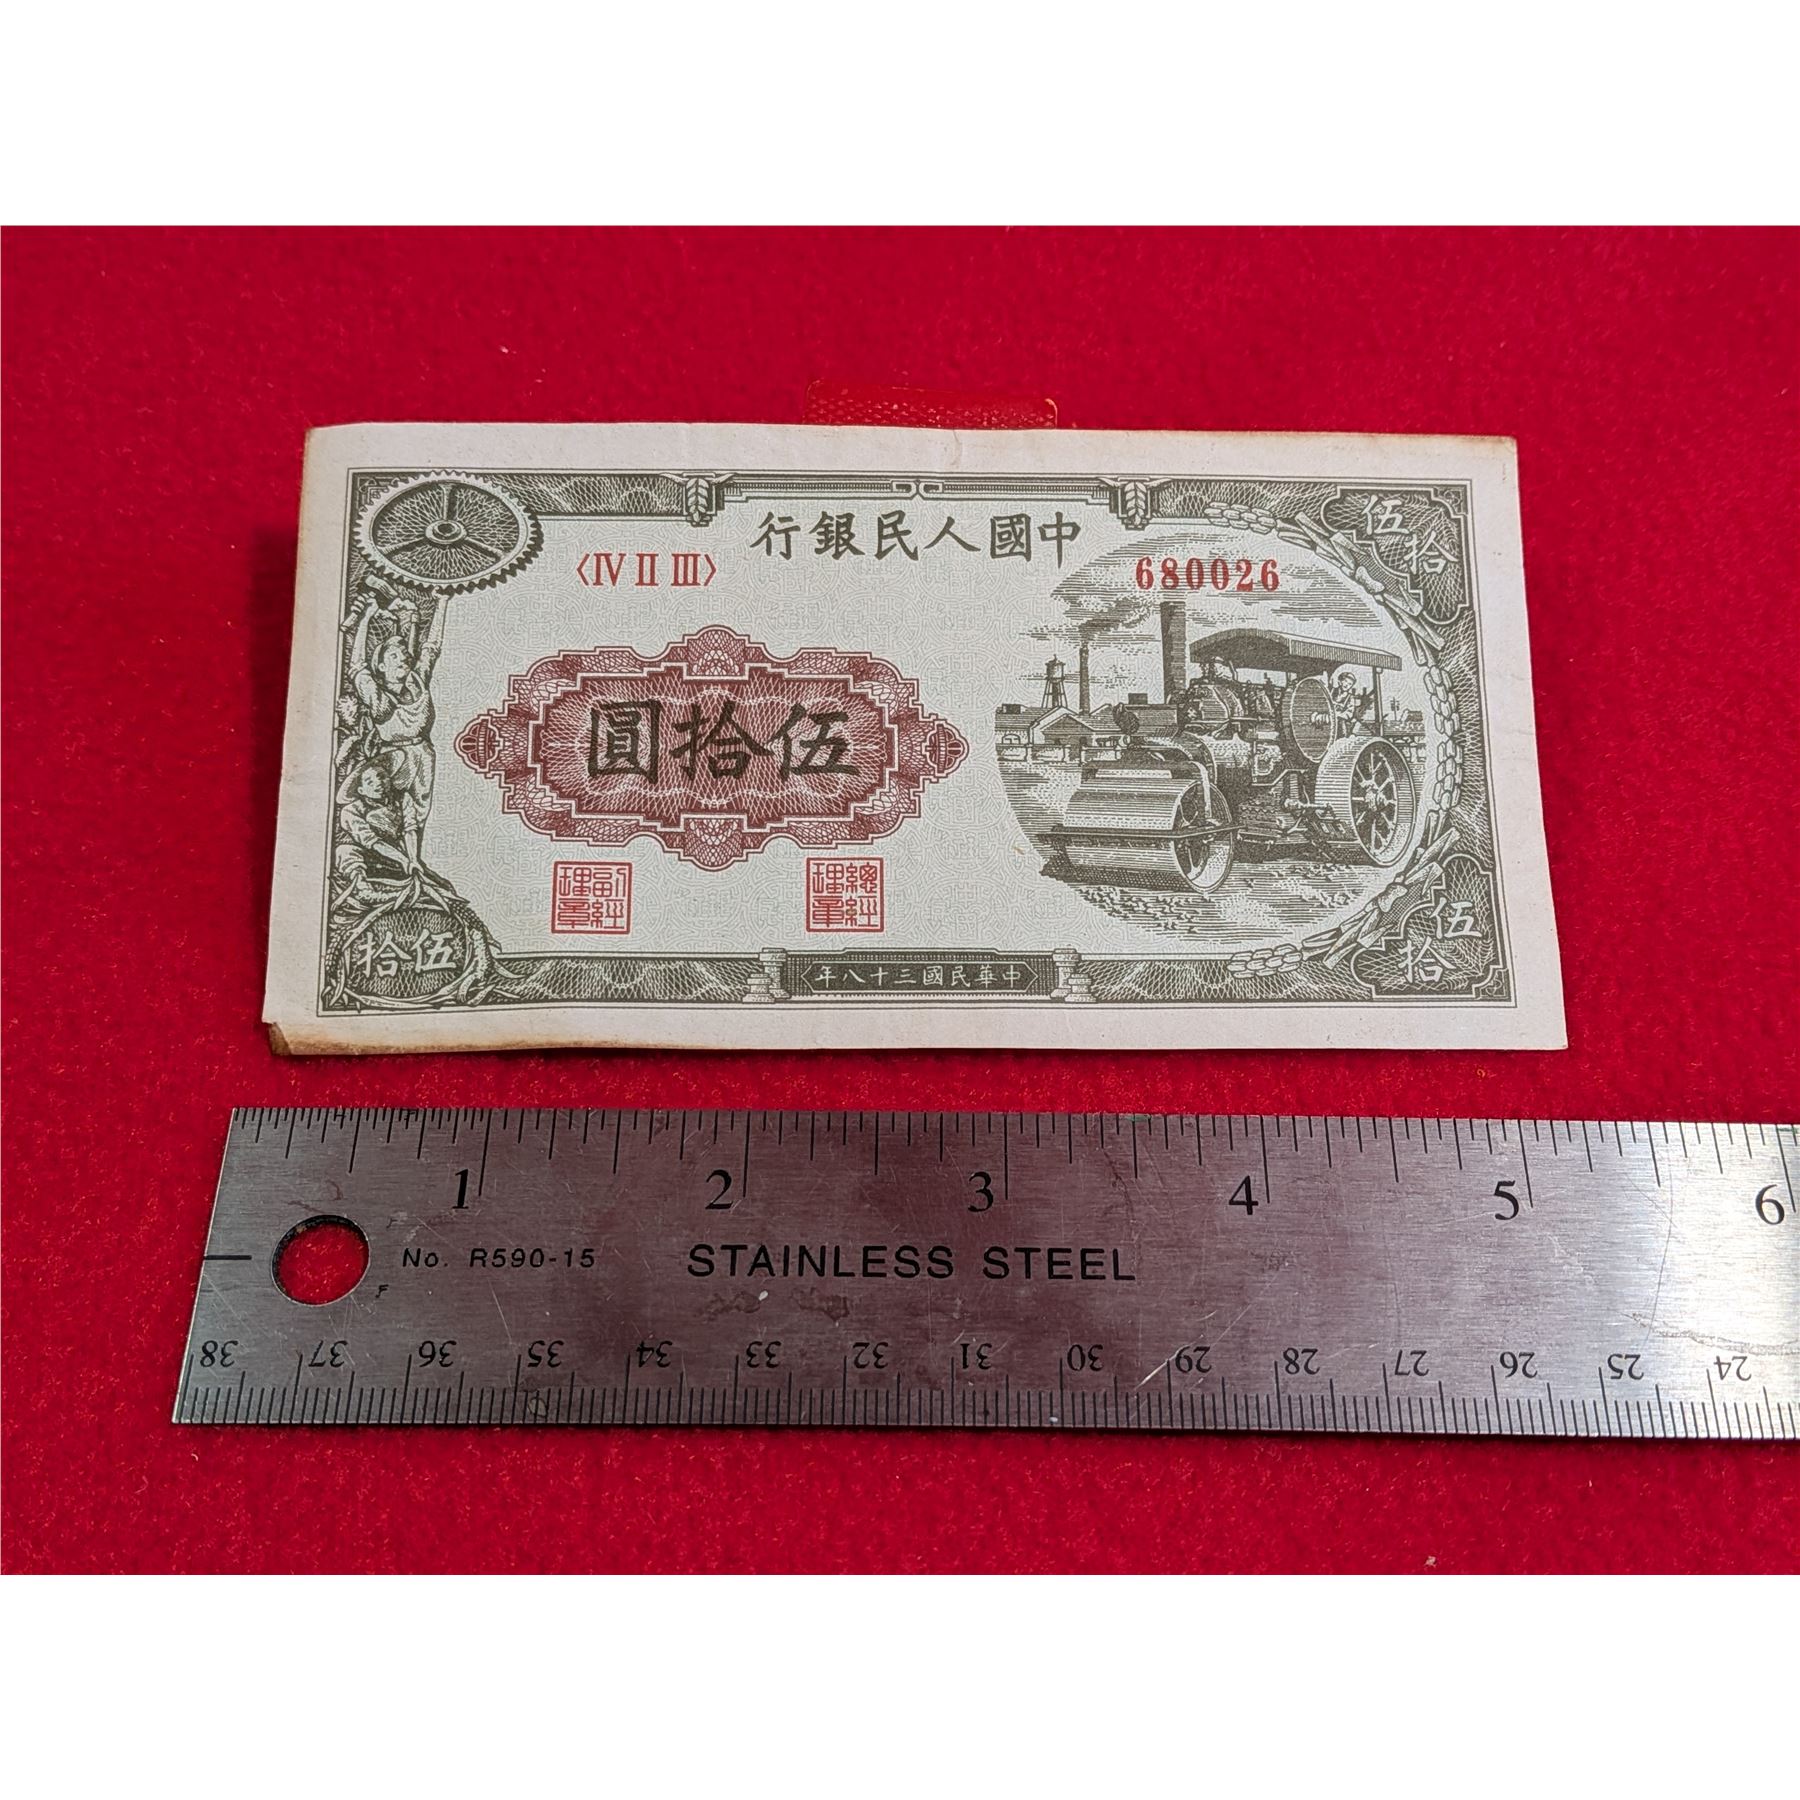 中國人民銀行
〈IV II III〉
680026
伍拾
伍拾圓
總經理章
副經理章
伍拾
伍拾
中華民國三十八年
1 2 3 4 5 6
No. R590-15 STAINLESS STEEL
38 37 36 35 34 33 32 31 30 29 28 27 26 25 24